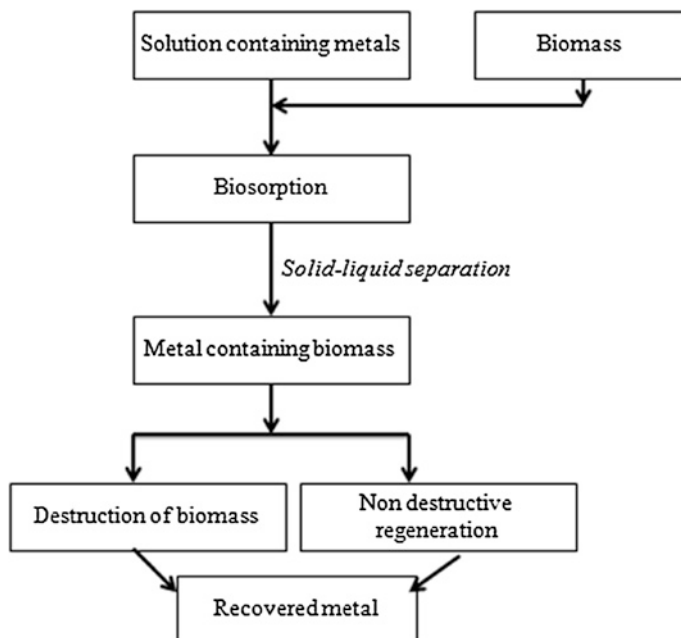 Solution containing metals
Biomass
Biosorption
Solid-liquid separation
Metal containing biomass
Destruction of biomass
Non destructive
regeneration
Recovered metal